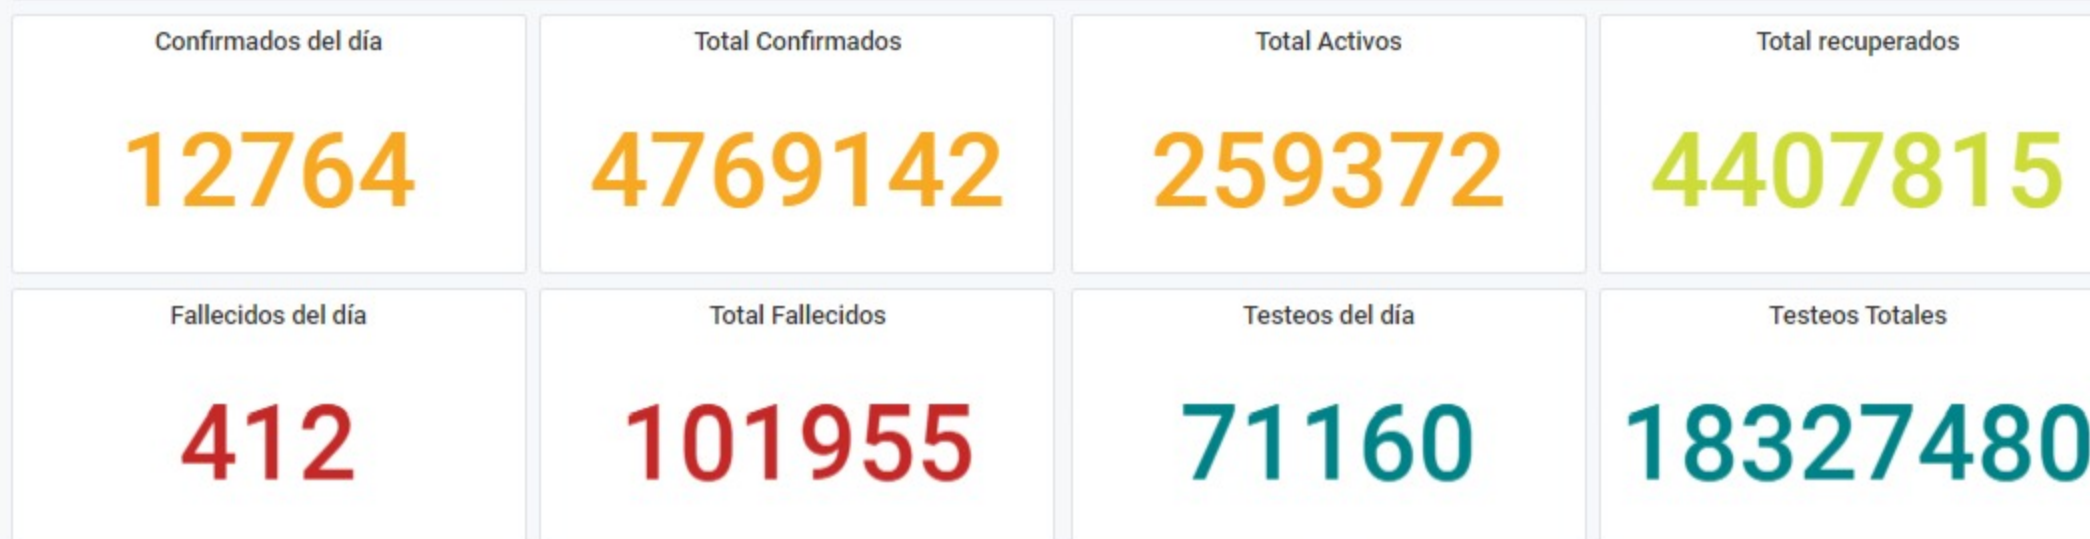 Confirmados del día
12764
Total Confirmados
4769142
Total Activos
259372
Total recuperados
4407815
Fallecidos del día
412
Total Fallecidos
101955
Testeos del día
71160
Testeos Totales
18327480